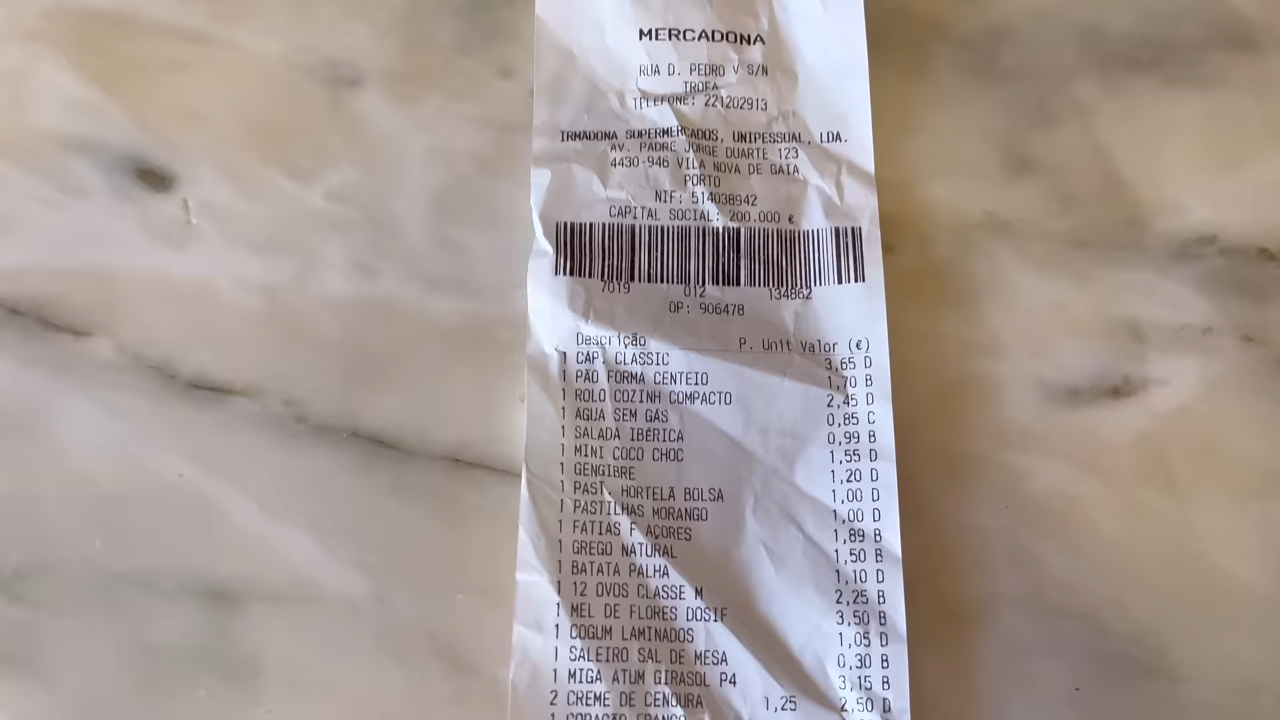 MERCADONA
RUA D. PEDRO V S/N
TROFA
TELEFONE: 221202913
IRMÃDONA SUPERMERCADOS, UNIPESSOAL, LDA.
AV. PADRE JORGE DUARTE 123
4430-946 VILA NOVA DE GAIA
PORTO
NIF: 514038942
CAPITAL SOCIAL: 200.000 €
7019 012 134862
OP: 906478
Descrição P. Unit Valor (€)
1 CAP. CLASSIC 3,65 D
1 PÃO FORMA CENTEIO 1,70 B
1 ROLO COZINH COMPACTO 2,45 D
1 ÁGUA SEM GÁS 0,85 C
1 SALADA IBÉRICA 0,99 B
1 MINI COCO CHOC 1,55 D
1 GENGIBRE 1,20 D
1 PAST. HORTELÃ BOLSA 1,00 D
1 PASTILHAS MORANGO 1,00 D
1 FATIAS F AÇORES 1,89 B
1 GREGO NATURAL 1,50 B
1 BATATA PALHA 1,10 D
1 12 OVOS CLASSE M 2,25 B
1 MEL DE FLORES DOSIF 3,50 B
1 COGUM LAMINADOS 1,05 D
1 SALEIRO SAL DE MESA 0,30 B
1 MIGA ATUM GIRASOL P4 3,15 B
2 CREME DE CENOURA 1,25 2,50 D
1 CORAÇÃO FRANGO